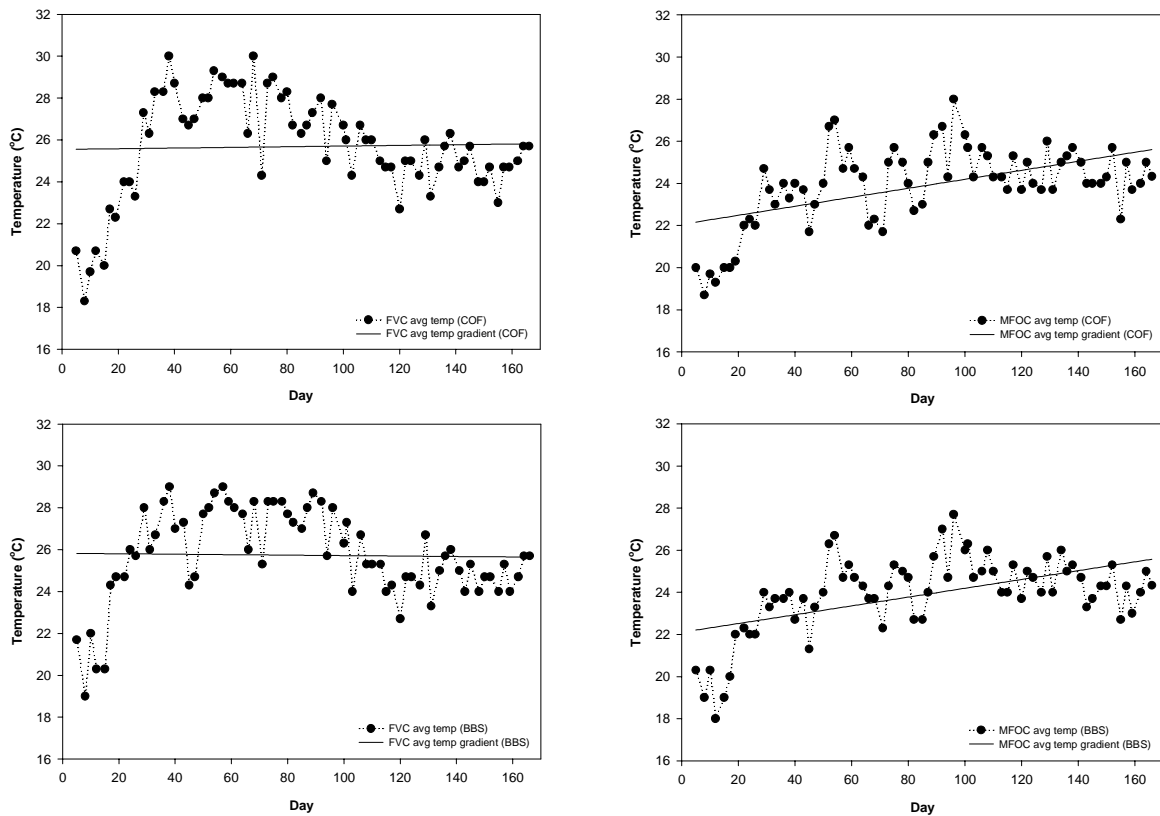 32
30
28
26
24
22
20
18
16
Temperature (°C)
FVC avg temp (COF)
FVC avg temp gradient (COF)
0 20 40 60 80 100 120 140 160
Day
32
30
28
26
24
22
20
18
16
Temperature (°C)
MFOC avg temp (COF)
MFOC avg temp gradient (COF)
0 20 40 60 80 100 120 140 160
Day
32
30
28
26
24
22
20
18
16
Temperature (°C)
FVC avg temp (BBS)
FVC avg temp gradient (BBS)
0 20 40 60 80 100 120 140 160
Day
32
30
28
26
24
22
20
18
16
Temperature (°C)
MFOC avg temp (BBS)
MFOC avg temp gradient (BBS)
0 20 40 60 80 100 120 140 160
Day